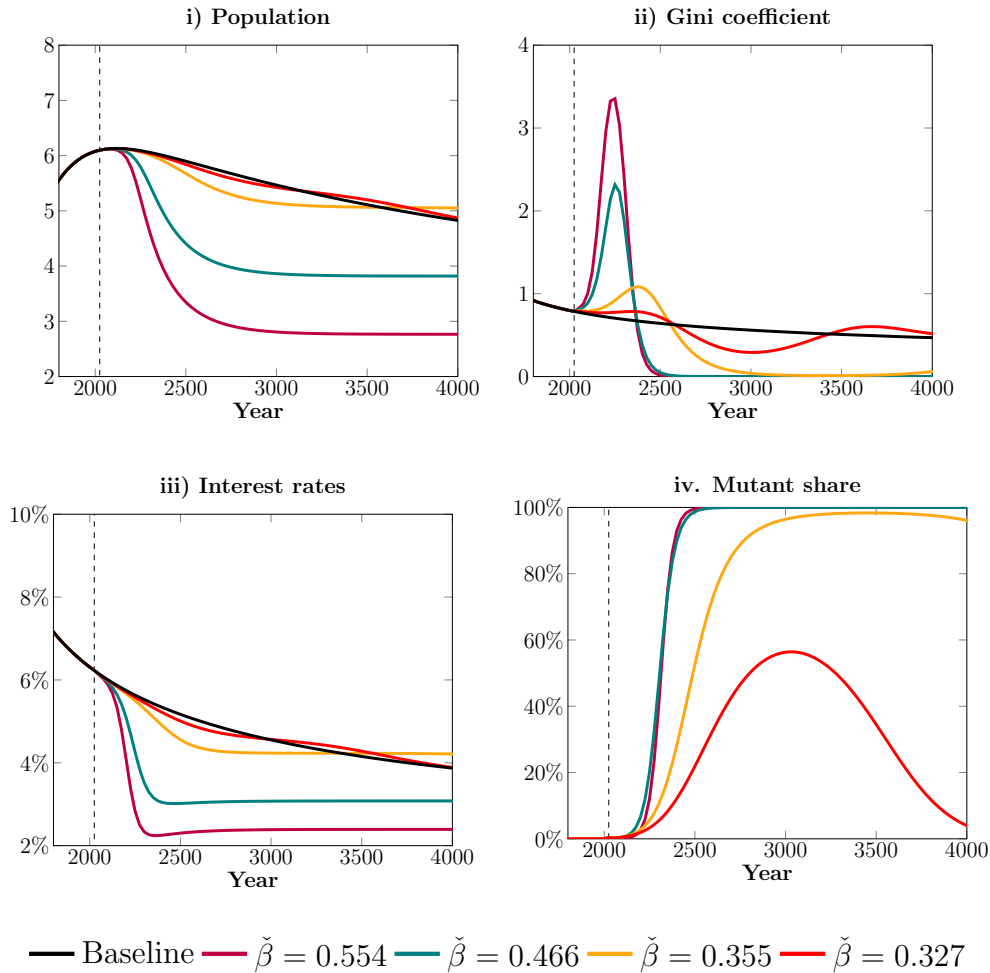 i) Population
8
7
6
5
4
3
2
2000 2500 3000 3500 4000
Year
ii) Gini coefficient
4
3
2
1
0
2000 2500 3000 3500 4000
Year
iii) Interest rates
10%
8%
6%
4%
2%
2000 2500 3000 3500 4000
Year
iv. Mutant share
100%
80%
60%
40%
20%
0%
2000 2500 3000 3500 4000
Year
Baseline β̌ = 0.554 β̌ = 0.466 β̌ = 0.355 β̌ = 0.327